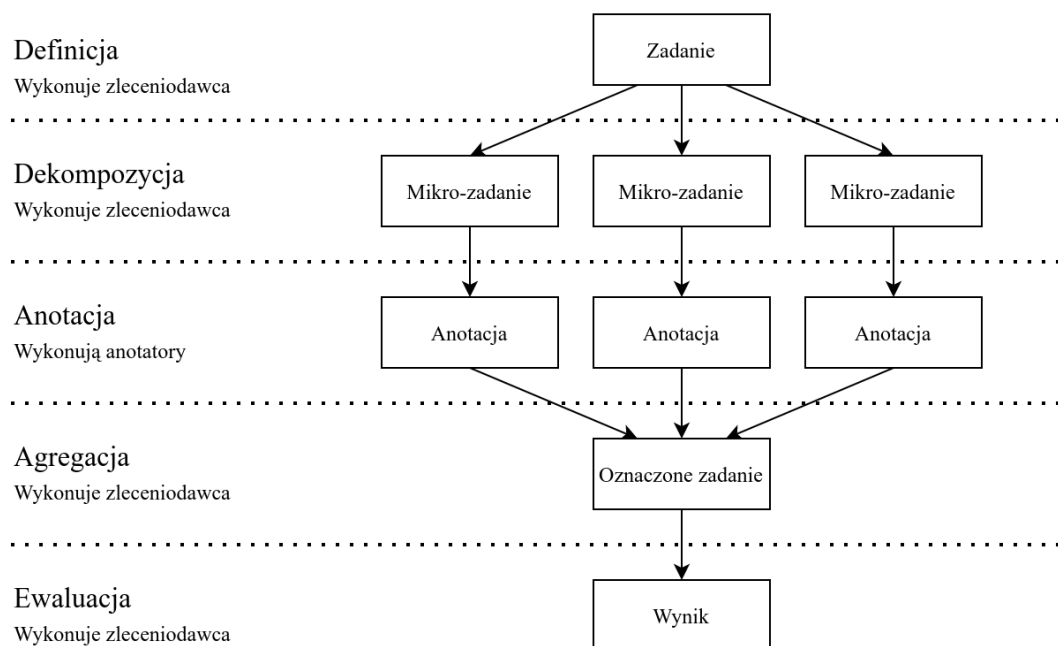 Definicja
Wykonuje zleceniodawca
Zadanie
Dekompozycja
Wykonuje zleceniodawca
Mikro-zadanie
Mikro-zadanie
Mikro-zadanie
Anotacja
Wykonują anotatory
Anotacja
Anotacja
Anotacja
Agregacja
Wykonuje zleceniodawca
Oznaczone zadanie
Ewaluacja
Wykonuje zleceniodawca
Wynik